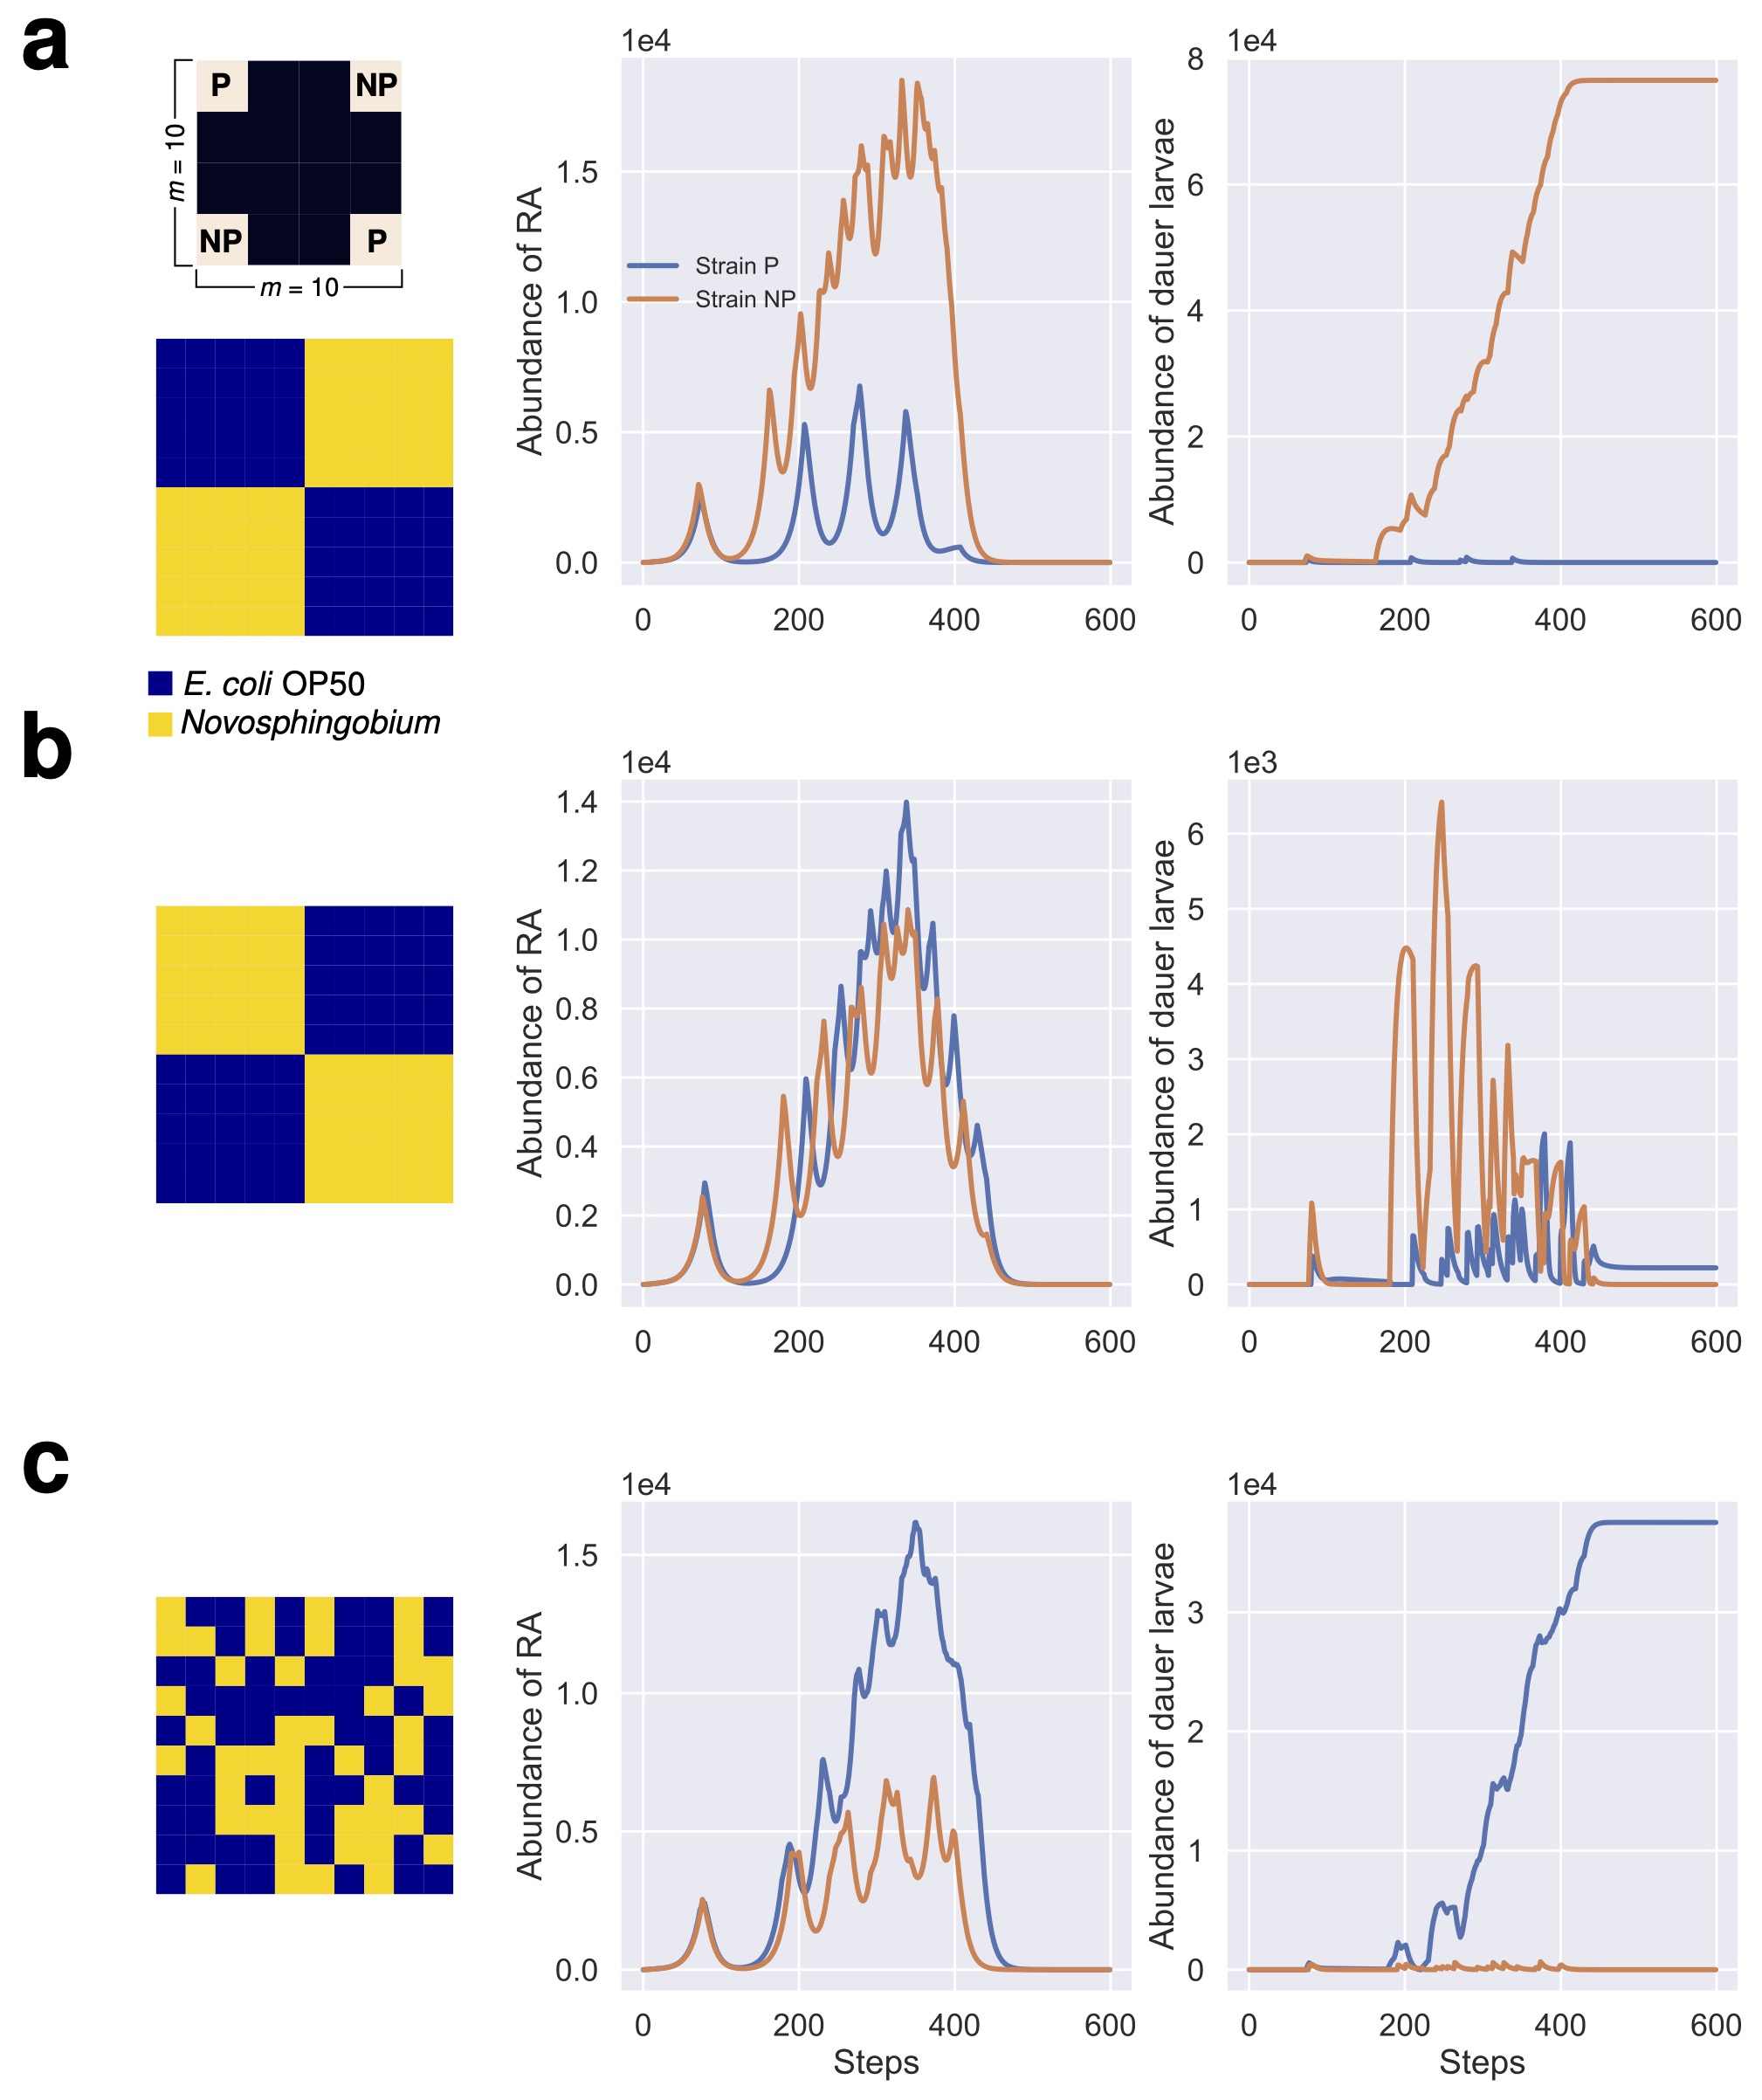 a
P NP
m = 10
NP P
m = 10
E. coli OP50
Novosphingobium
1e4
Abundance of RA
1.5
1.0
0.5
0.0
Strain P
Strain NP
0 200 400 600
1e4
Abundance of dauer larvae
8
6
4
2
0
0 200 400 600
b
1e4
Abundance of RA
1.4
1.2
1.0
0.8
0.6
0.4
0.2
0.0
0 200 400 600
1e3
Abundance of dauer larvae
6
5
4
3
2
1
0
0 200 400 600
c
1e4
Abundance of RA
1.5
1.0
0.5
0.0
0 200 400 600
Steps
1e4
Abundance of dauer larvae
3
2
1
0
0 200 400 600
Steps